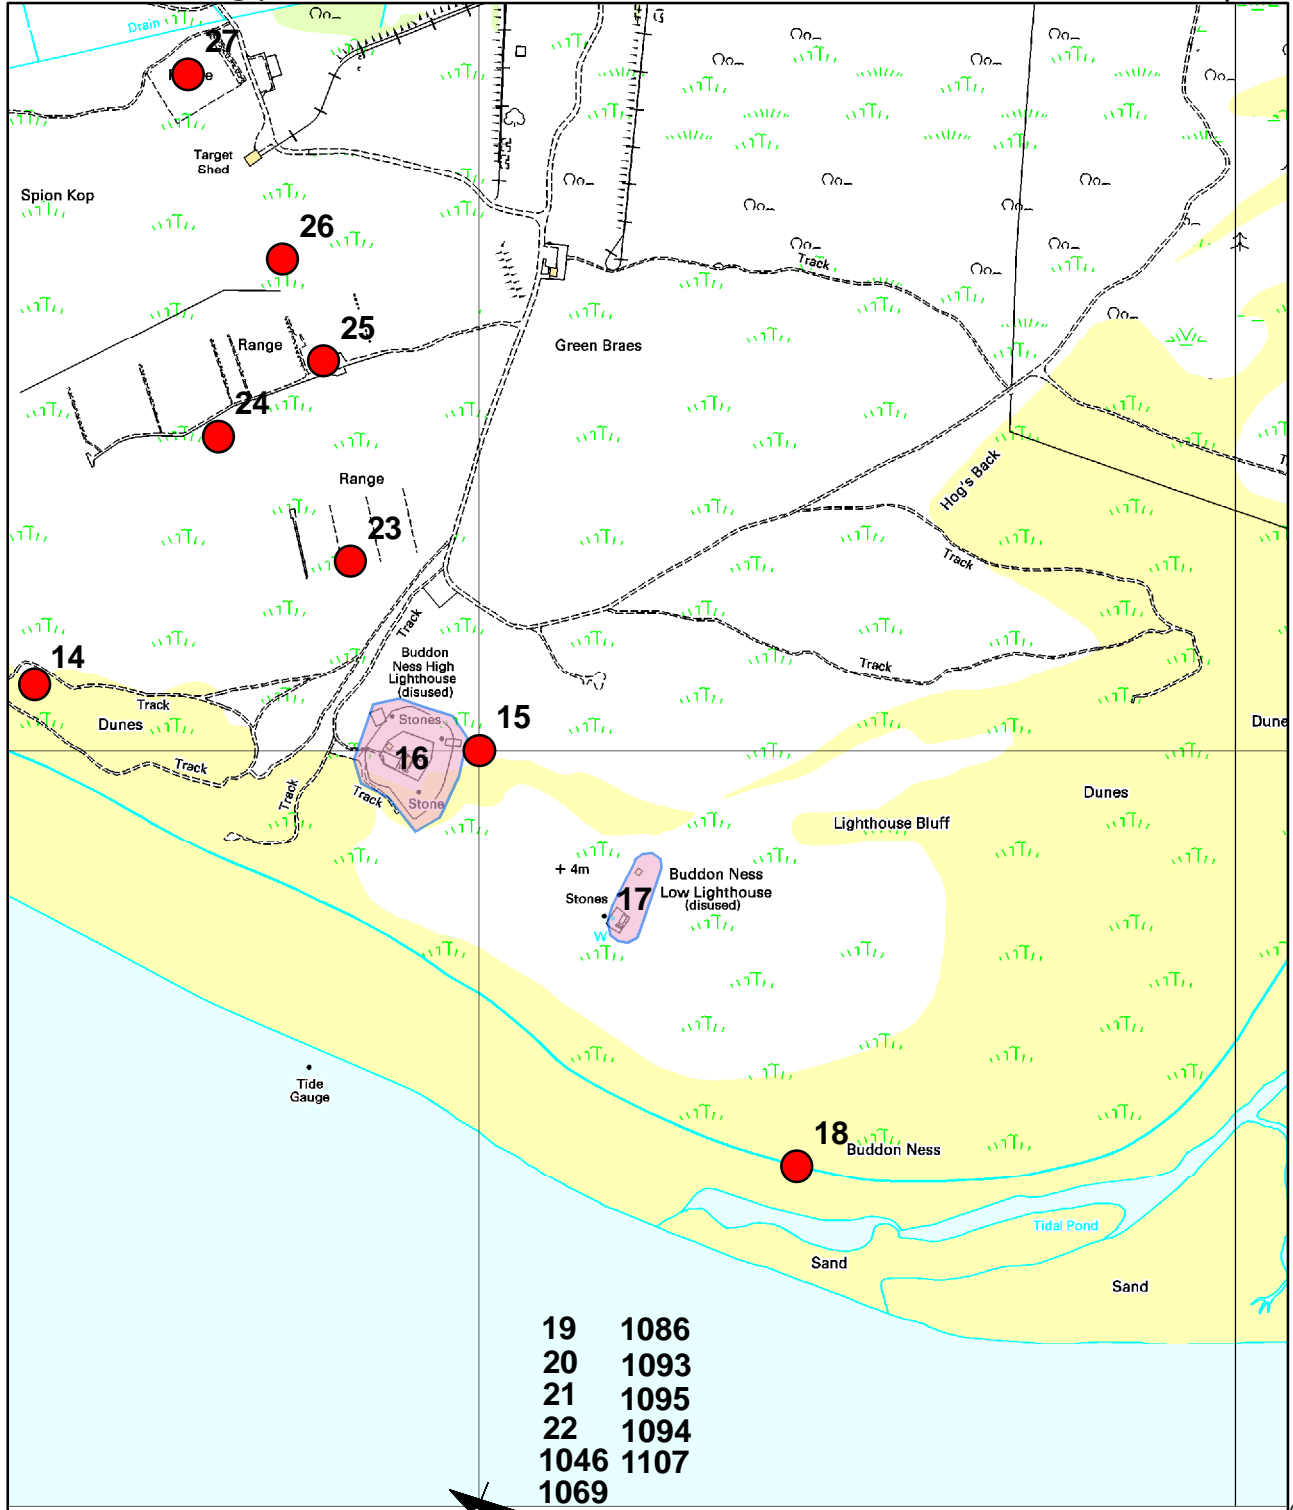 Drain
27
Target
Shed
Spion Kop
26
Track
25
Range
Green Braes
24
Hog's Back
Range
23
Track
Track
14
Buddon
Ness High
Lighthouse
(disused)
Track
Track
Dunes
Stones
15
Dune
16
Track
Track
Track
Stone
Dunes
Lighthouse Bluff
+ 4m
Buddon Ness
Low Lighthouse
(disused)
Stones
17
W
Tide
Gauge
18
Buddon Ness
Tidal Pond
Sand
Sand
19 1086
20 1093
21 1095
22 1094
1046 1107
1069